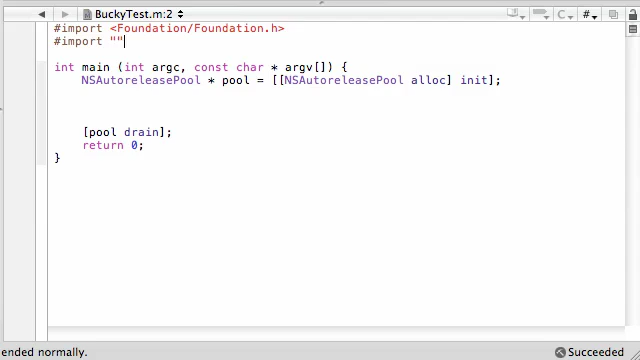 BuckyTest.m:2
#import <Foundation/Foundation.h>
#import ""
int main (int argc, const char * argv[]) {
NSAutoreleasePool * pool = [[NSAutoreleasePool alloc] init];
[pool drain];
return 0;
}
ended normally.
Succeeded